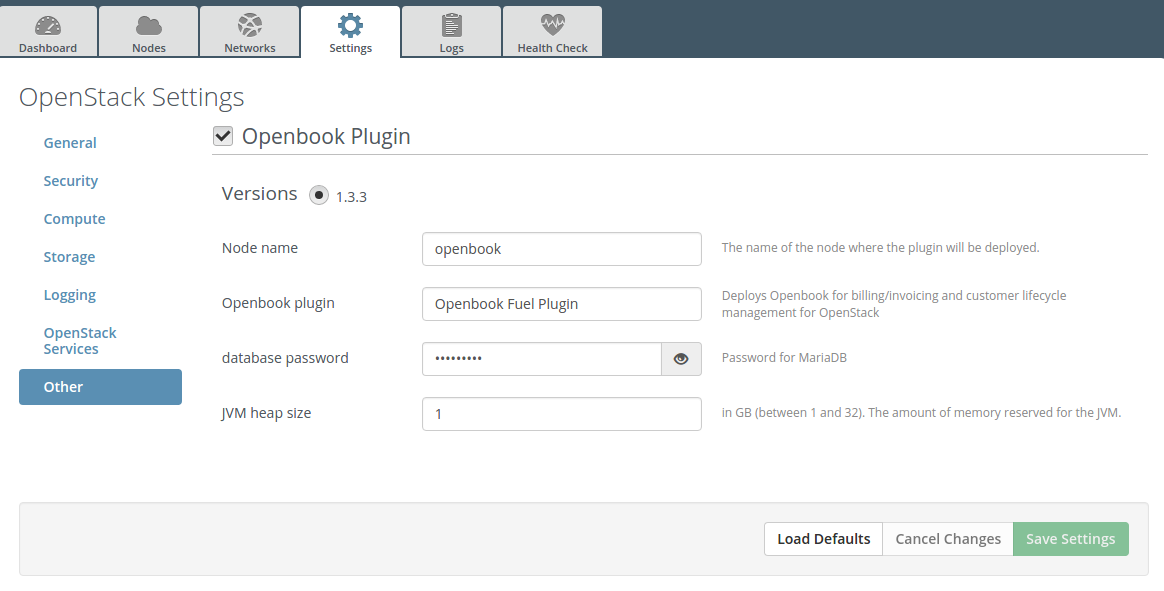 Dashboard
Nodes
Networks
Settings
Logs
Health Check
OpenStack Settings
General
Security
Compute
Storage
Logging
OpenStack
Services
Other
Openbook Plugin
Versions 1.3.3
Node name openbook The name of the node where the plugin will be deployed.
Openbook plugin Openbook Fuel Plugin Deploys Openbook for billing/invoicing and customer lifecycle
management for OpenStack
database password ••••••••• Password for MariaDB
JVM heap size 1 in GB (between 1 and 32). The amount of memory reserved for the JVM.
Load Defaults Cancel Changes Save Settings